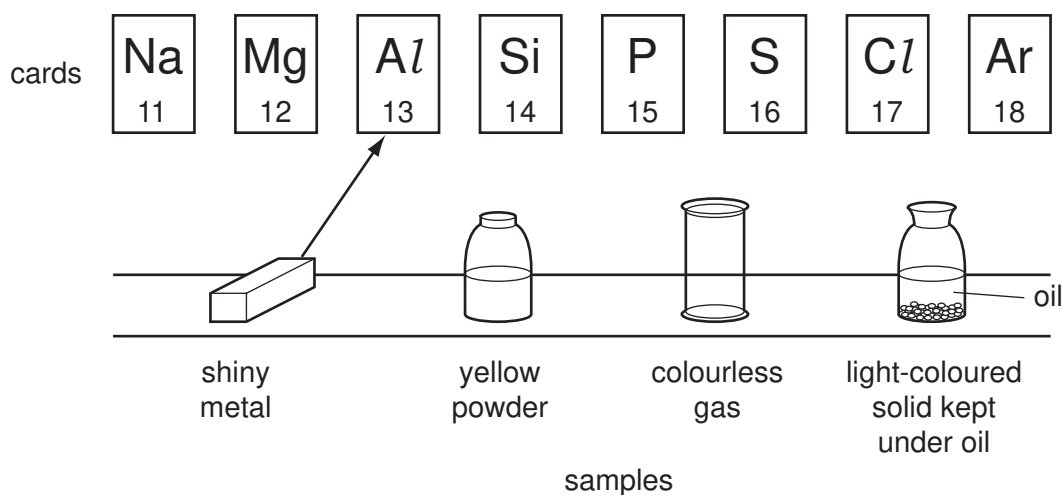 cards
Na Mg Al Si P S Cl Ar
11 12 13 14 15 16 17 18
oil
shiny metal
yellow powder
colourless gas
light-coloured solid kept under oil
samples